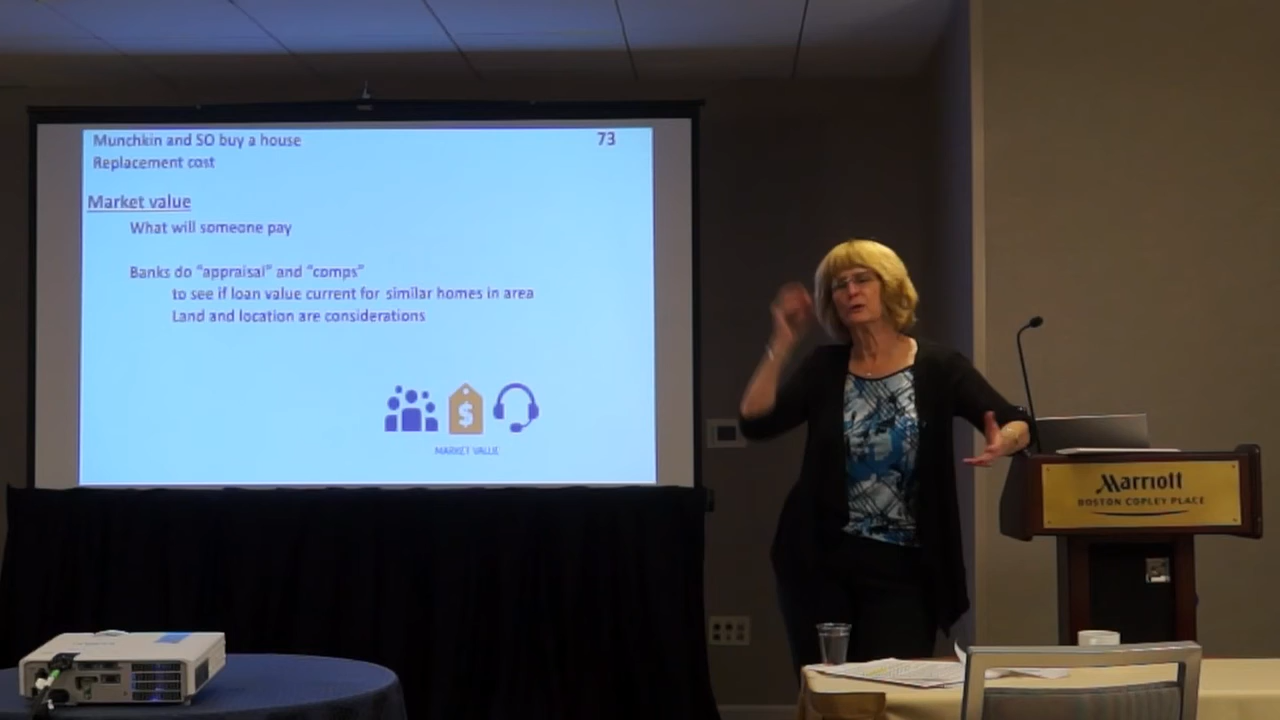 Munchkin and SO buy a house 73
Replacement cost
Market value
What will someone pay
Banks do “appraisal” and “comps”
to see if loan value current for similar homes in area
Land and location are considerations
$
MARKET VALUE
Marriott
BOSTON COPLEY PLACE